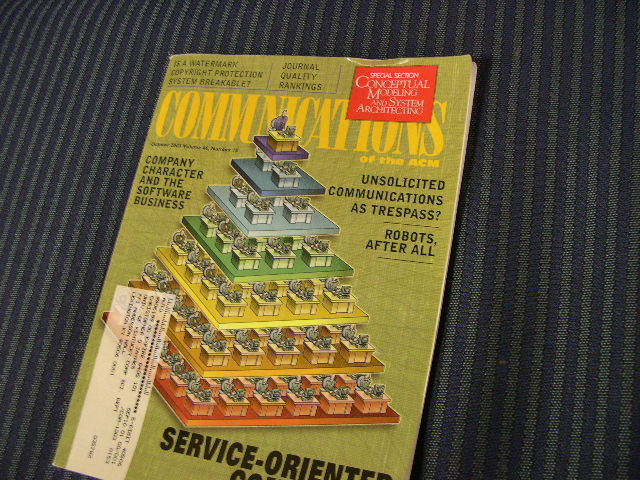 IS A WATERMARK
COPYRIGHT PROTECTION
SYSTEM BREAKABLE?
JOURNAL
QUALITY
RANKINGS
SPECIAL SECTION
CONCEPTUAL
MODELING
AND SYSTEM
ARCHITECTING
COMMUNICATIONS
OF THE ACM
October 2003 Volume 46, Number 10
COMPANY
CHARACTER
AND THE
SOFTWARE
BUSINESS
UNSOLICITED
COMMUNICATIONS
AS TRESPASS?
ROBOTS,
AFTER ALL
SERVICE-ORIENTED